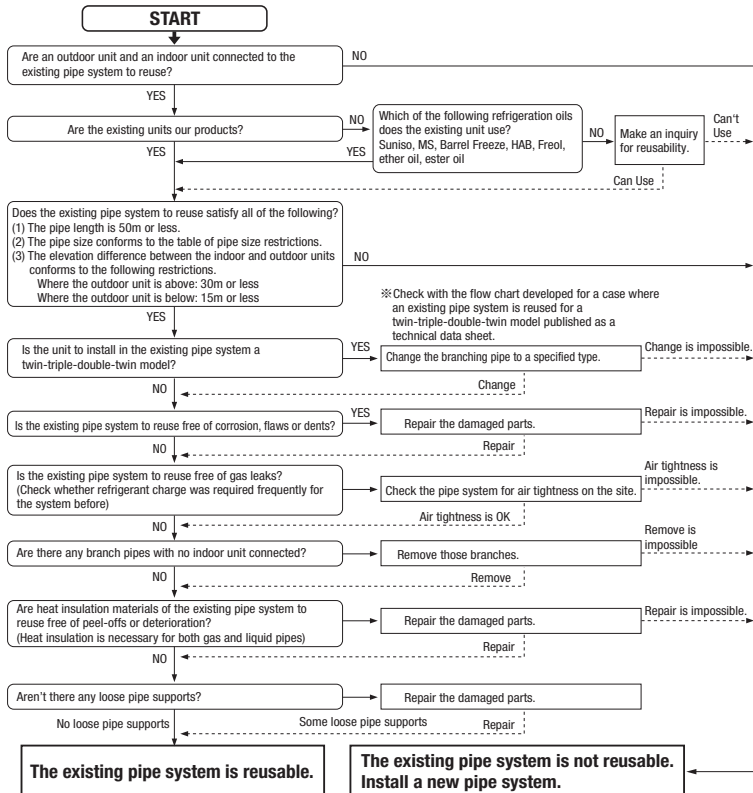 START
Are an outdoor unit and an indoor unit connected to the
existing pipe system to reuse?
NO
YES
Are the existing units our products?
NO
Which of the following refrigeration oils
does the existing unit use?
Suniso, MS, Barrel Freeze, HAB, Freol,
ether oil, ester oil
NO
Make an inquiry
for reusability.
Can't
Use
YES
YES
Can Use
Does the existing pipe system to reuse satisfy all of the following?
(1) The pipe length is 50m or less.
(2) The pipe size conforms to the table of pipe size restrictions.
(3) The elevation difference between the indoor and outdoor units
conforms to the following restrictions.
Where the outdoor unit is above: 30m or less
Where the outdoor unit is below: 15m or less
NO
YES
※Check with the flow chart developed for a case where
an existing pipe system is reused for a
twin-triple-double-twin model published as a
technical data sheet.
Is the unit to install in the existing pipe system a
twin-triple-double-twin model?
YES
Change the branching pipe to a specified type.
Change is impossible.
NO
Change
Is the existing pipe system to reuse free of corrosion, flaws or dents?
YES
Repair the damaged parts.
Repair is impossible.
NO
Repair
Is the existing pipe system to reuse free of gas leaks?
(Check whether refrigerant charge was required frequently for
the system before)
Check the pipe system for air tightness on the site.
Air tightness is
impossible.
NO
Air tightness is OK
Are there any branch pipes with no indoor unit connected?
Remove those branches.
Remove is
impossible
NO
Remove
Are heat insulation materials of the existing pipe system to
reuse free of peel-offs or deterioration?
(Heat insulation is necessary for both gas and liquid pipes)
Repair the damaged parts.
Repair is impossible.
NO
Repair
Aren't there any loose pipe supports?
Repair the damaged parts.
No loose pipe supports
Some loose pipe supports
Repair
The existing pipe system is reusable.
The existing pipe system is not reusable.
Install a new pipe system.